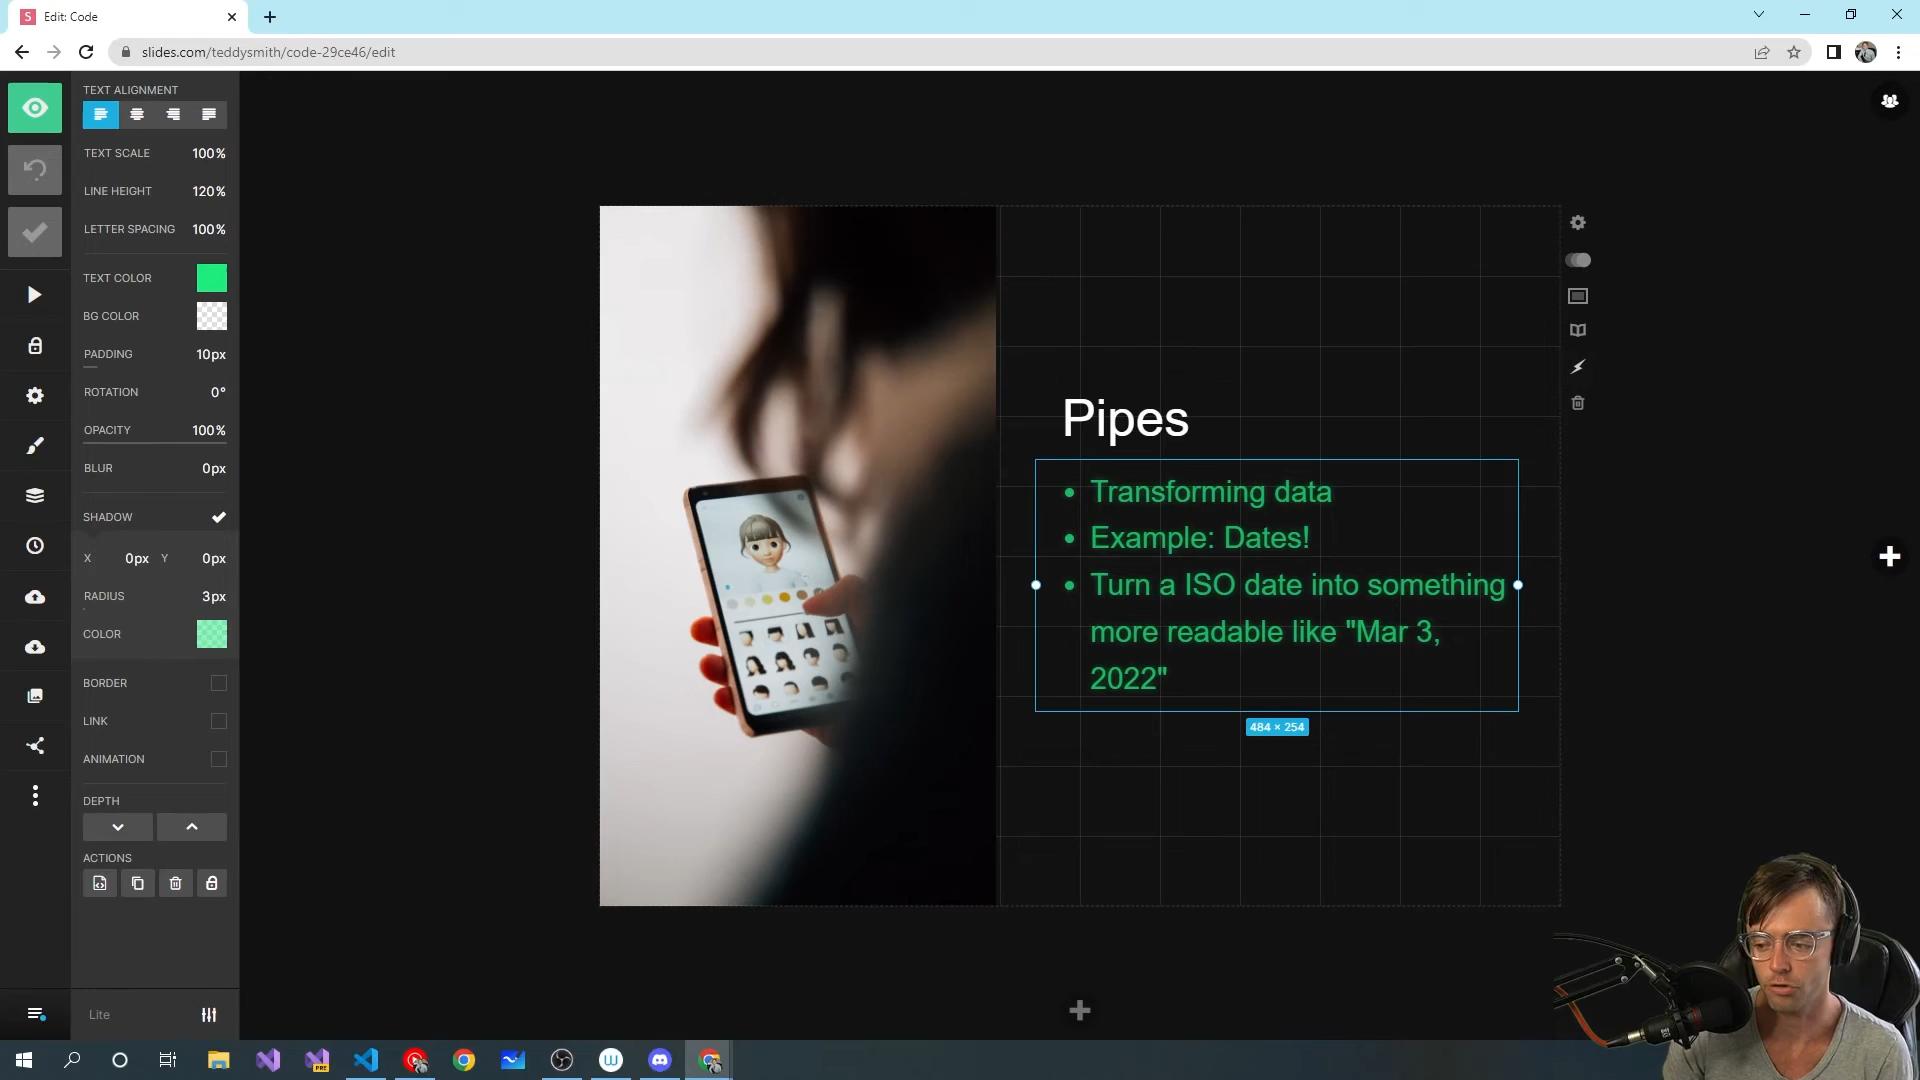 Edit: Code
slides.com/teddysmith/code-29ce46/edit
TEXT ALIGNMENT
TEXT SCALE 100%
LINE HEIGHT 120%
LETTER SPACING 100%
TEXT COLOR
BG COLOR
PADDING 10px
ROTATION 0°
OPACITY 100%
BLUR 0px
SHADOW
X 0px Y 0px
RADIUS 3px
COLOR
BORDER
LINK
ANIMATION
DEPTH
ACTIONS
Lite
Pipes
• Transforming data
• Example: Dates!
• Turn a ISO date into something
more readable like "Mar 3,
2022"
484 × 254